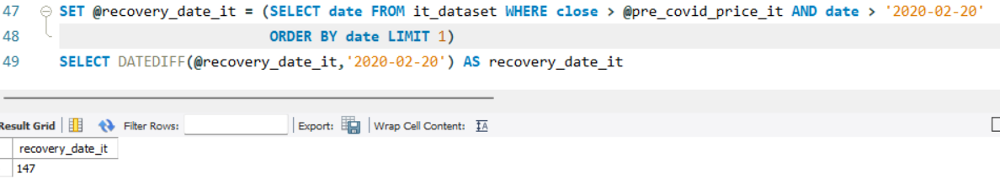 47 SET @recovery_date_it = (SELECT date FROM it_dataset WHERE close > @pre_covid_price_it AND date > '2020-02-20'
48 ORDER BY date LIMIT 1)
49 SELECT DATEDIFF(@recovery_date_it,'2020-02-20') AS recovery_date_it
Result Grid Filter Rows: Export: Wrap Cell Content: IA
recovery_date_it
147